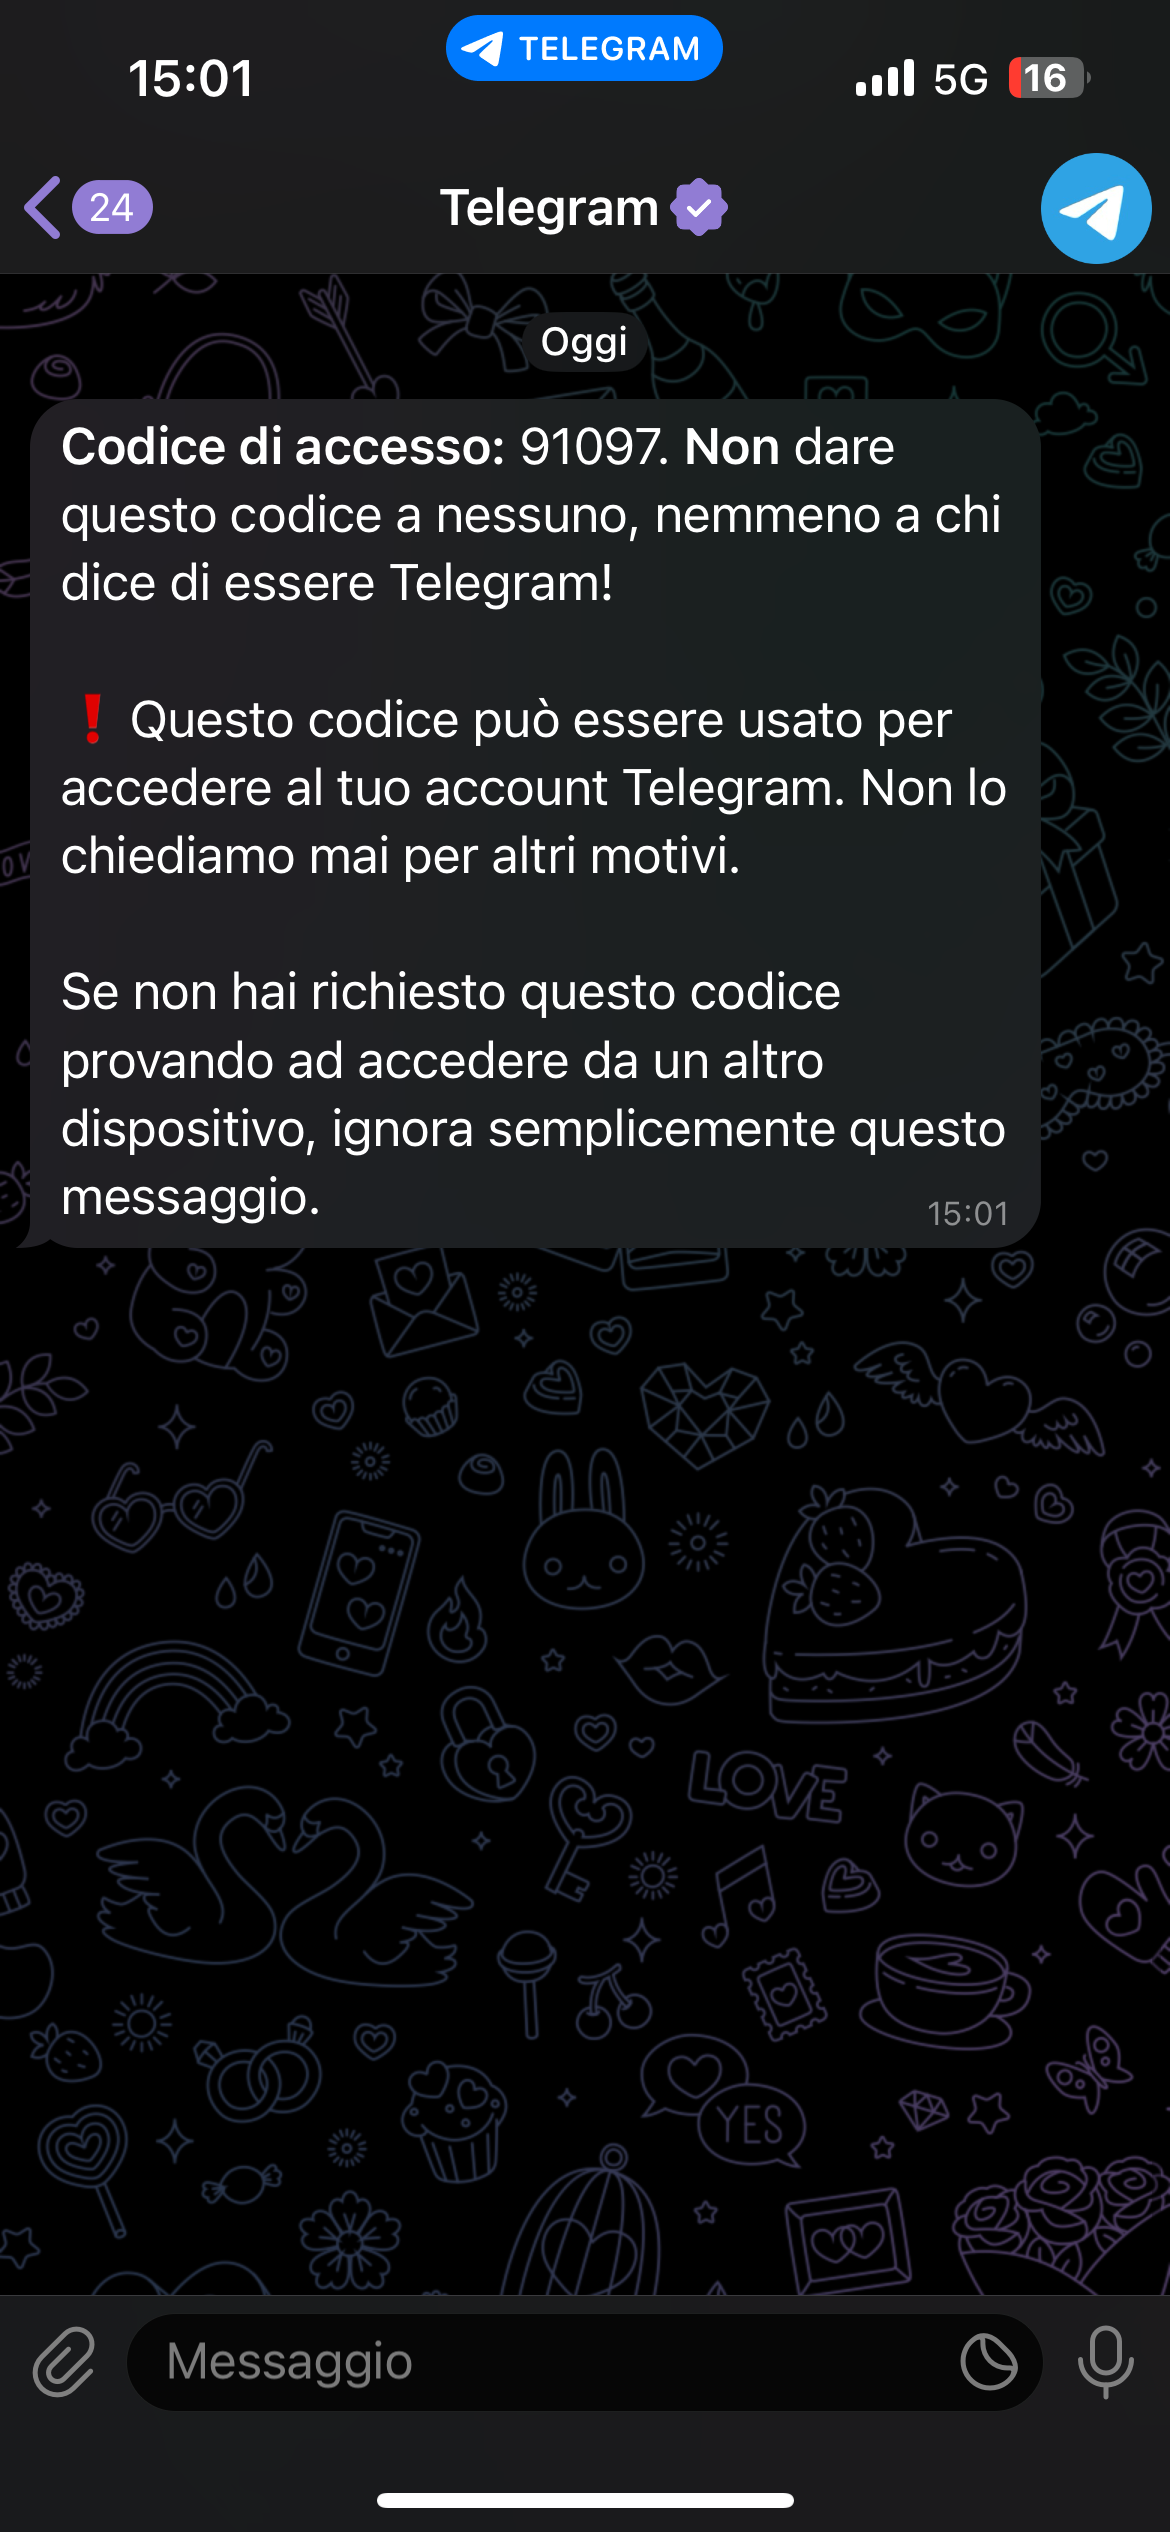 TELEGRAM
15:01
5G
16
24
Telegram
Oggi
Codice di accesso: 91097. Non dare
questo codice a nessuno, nemmeno a chi
dice di essere Telegram!
❗ Questo codice può essere usato per
accedere al tuo account Telegram. Non lo
chiediamo mai per altri motivi.
Se non hai richiesto questo codice
provando ad accedere da un altro
dispositivo, ignora semplicemente questo
messaggio.
15:01
LOVE
YES
Messaggio